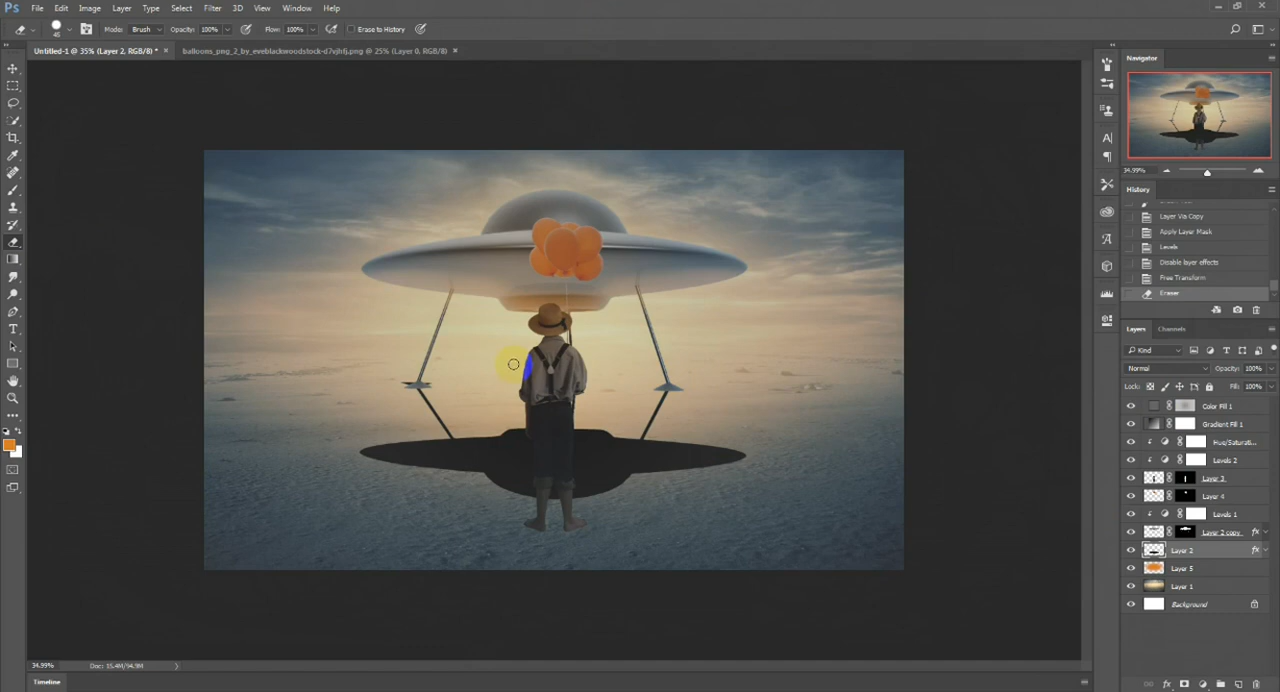 Ps File Edit Image Layer Type Select Filter 3D View Window Help
45 Mode: Brush Opacity: 100% Flow: 100% Erase to History
Untitled-1 @ 35% (Layer 2, RGB/8) * × balloons_png_2_by_eveblackwoodstock-d7vjhfj.png @ 25% (Layer 0, RGB/8) ×
Navigator
34.99%
History
Layer Via Copy
Apply Layer Mask
Levels
Disable layer effects
Free Transform
Eraser
Layers Channels
Kind
Normal Opacity: 100%
Lock: Fill: 100%
Color Fill 1
Gradient Fill 1
Hue/Saturati...
Levels 2
Layer 3
Layer 4
Levels 1
Layer 2 copy fx
Layer 2 fx
Layer 5
Layer 1
Background
34.99% Doc: 15.4M/94.9M
Timeline